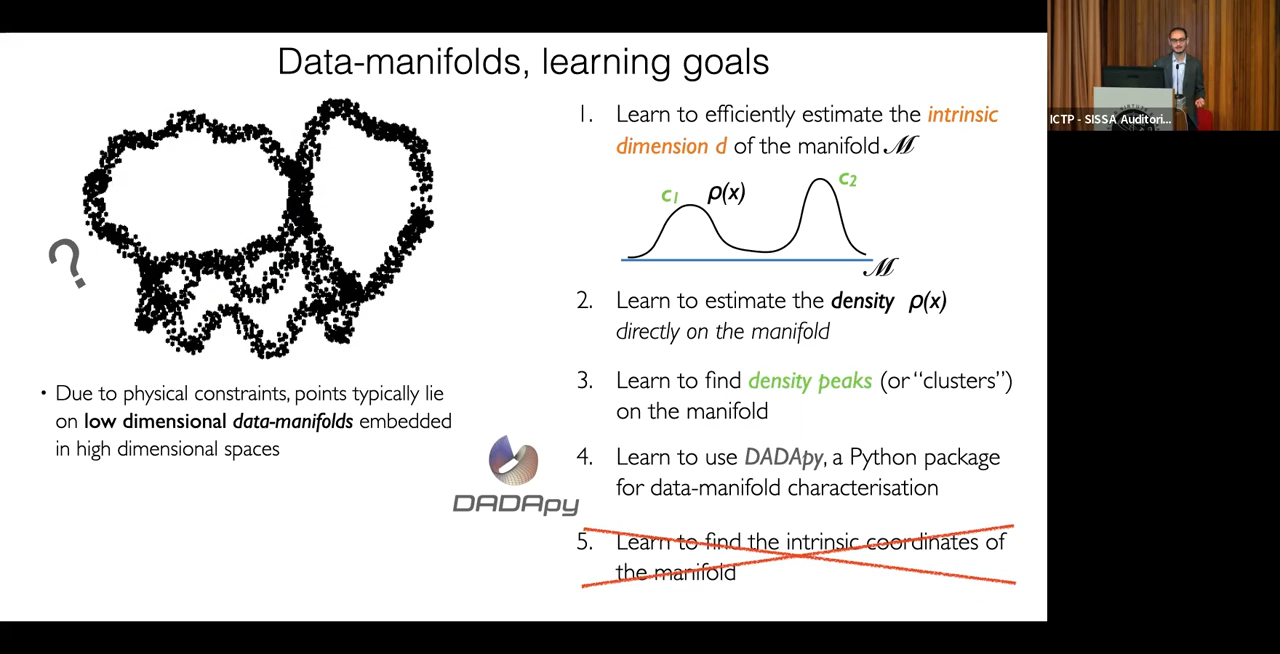 Data-manifolds, learning goals
?
• Due to physical constraints, points typically lie
on low dimensional data-manifolds embedded
in high dimensional spaces
DADApy
1. Learn to efficiently estimate the intrinsic
dimension d of the manifold ℳ
c₁ ρ(x) c₂
ℳ
2. Learn to estimate the density ρ(x)
directly on the manifold
3. Learn to find density peaks (or “clusters”)
on the manifold
4. Learn to use DADApy, a Python package
for data-manifold characterisation
5. Learn to find the intrinsic coordinates of
the manifold
ICTP - SISSA Auditori...